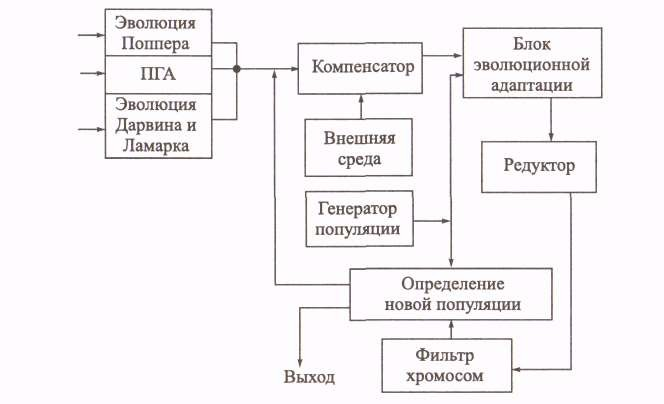 Эволюция
Поппера
ПГА
Эволюция
Дарвина и
Ламарка
Компенсатор
Блок
эволюционной
адаптации
Внешняя
среда
Редуктор
Генератор
популяции
Определение
новой популяции
Фильтр
хромосом
Выход